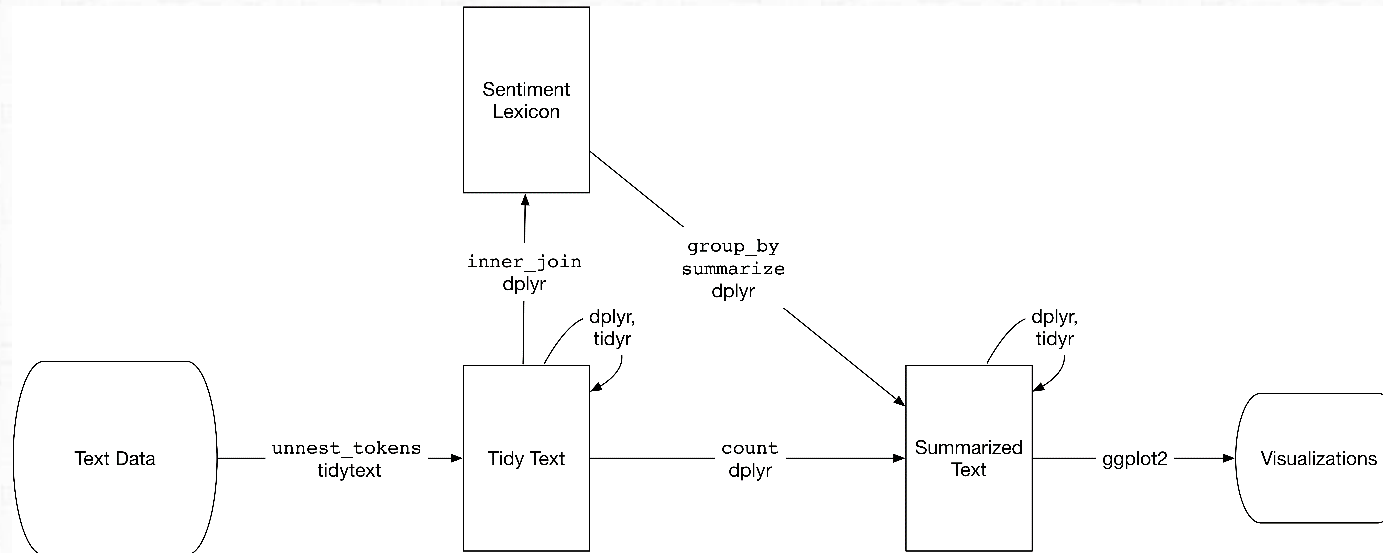 Sentiment
Lexicon
inner_join
dplyr
group_by
summarize
dplyr
dplyr,
tidyr
dplyr,
tidyr
Text Data
unnest_tokens
tidytext
Tidy Text
count
dplyr
Summarized
Text
ggplot2
Visualizations